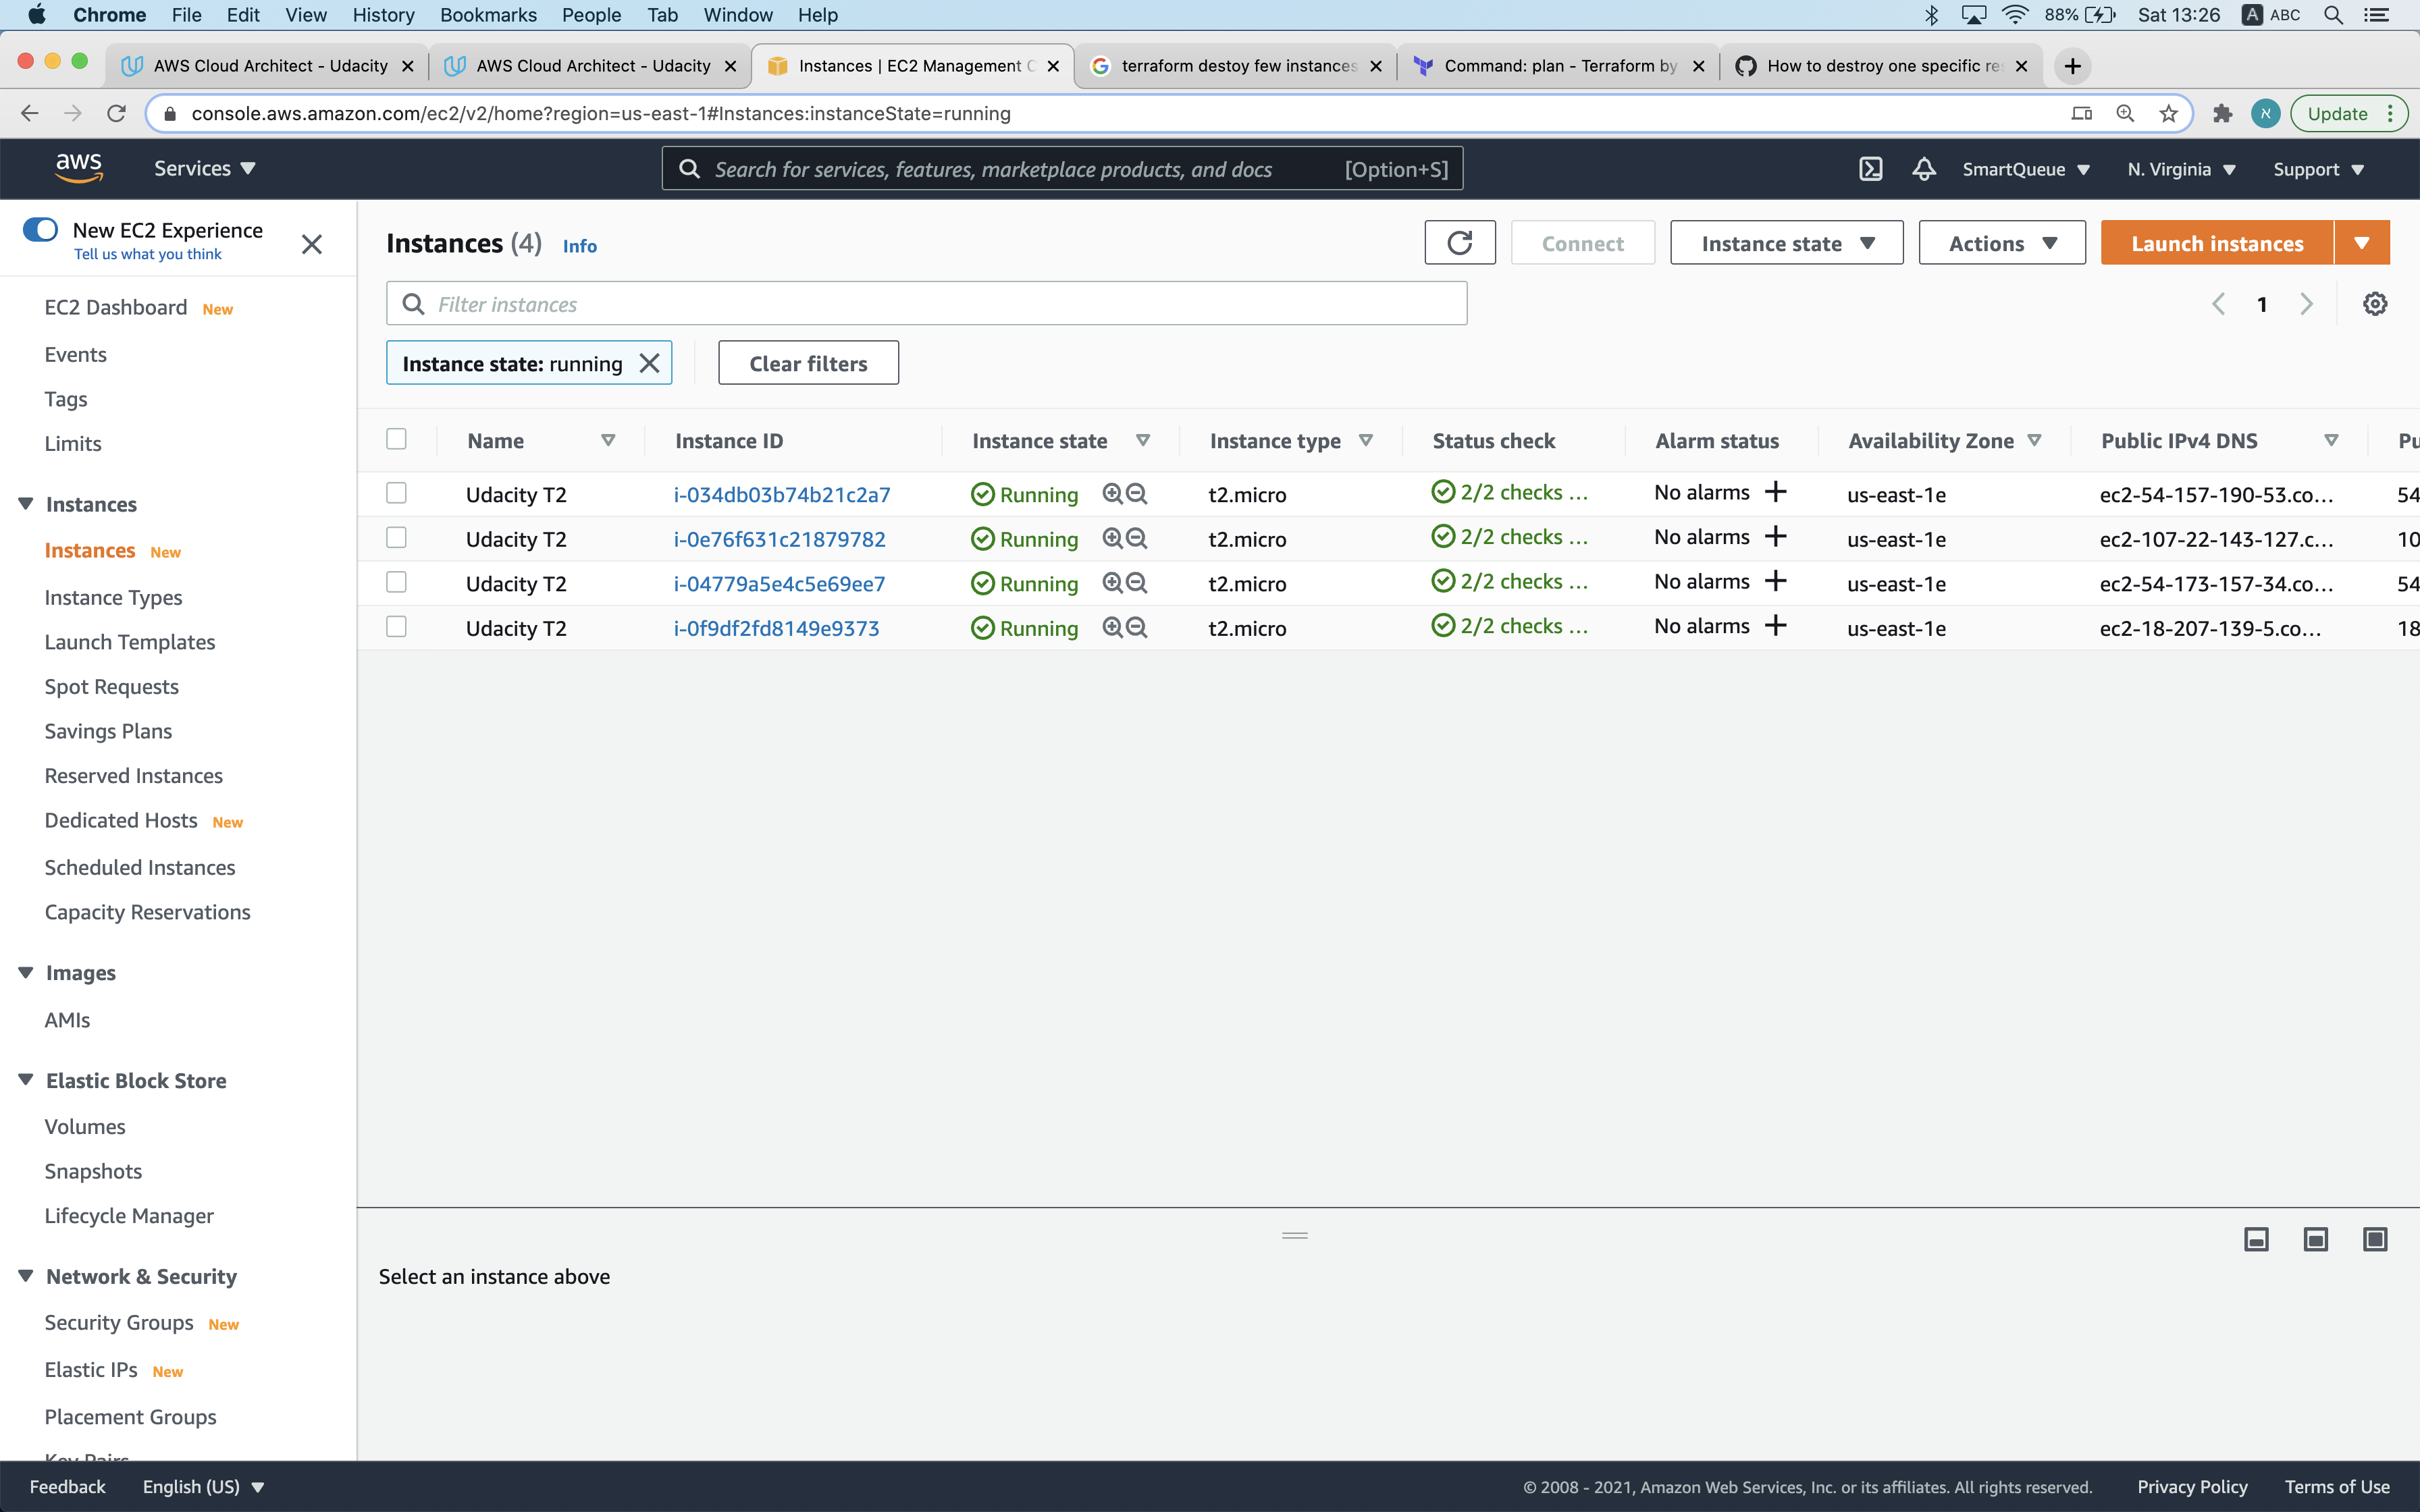 Chrome File Edit View History Bookmarks People Tab Window Help 88% Sat 13:26 A ABC
AWS Cloud Architect - Udacity AWS Cloud Architect - Udacity Instances | EC2 Management C terraform destoy few instances Command: plan - Terraform by How to destroy one specific re
console.aws.amazon.com/ec2/v2/home?region=us-east-1#Instances:instanceState=running א Update
aws Services Search for services, features, marketplace products, and docs [Option+S] SmartQueue N. Virginia Support
New EC2 Experience
Tell us what you think
EC2 Dashboard New
Events
Tags
Limits
Instances
Instances New
Instance Types
Launch Templates
Spot Requests
Savings Plans
Reserved Instances
Dedicated Hosts New
Scheduled Instances
Capacity Reservations
Images
AMIs
Elastic Block Store
Volumes
Snapshots
Lifecycle Manager
Network & Security
Security Groups New
Elastic IPs New
Placement Groups
Key Pairs
Instances (4) Info Connect Instance state Actions Launch instances
Filter instances 1
Instance state: running Clear filters
Name Instance ID Instance state Instance type Status check Alarm status Availability Zone Public IPv4 DNS Pu
Udacity T2 i-034db03b74b21c2a7 Running t2.micro 2/2 checks ... No alarms us-east-1e ec2-54-157-190-53.co... 54
Udacity T2 i-0e76f631c21879782 Running t2.micro 2/2 checks ... No alarms us-east-1e ec2-107-22-143-127.c... 10
Udacity T2 i-04779a5e4c5e69ee7 Running t2.micro 2/2 checks ... No alarms us-east-1e ec2-54-173-157-34.co... 54
Udacity T2 i-0f9df2fd8149e9373 Running t2.micro 2/2 checks ... No alarms us-east-1e ec2-18-207-139-5.co... 18
Select an instance above
Feedback English (US) © 2008 - 2021, Amazon Web Services, Inc. or its affiliates. All rights reserved. Privacy Policy Terms of Use